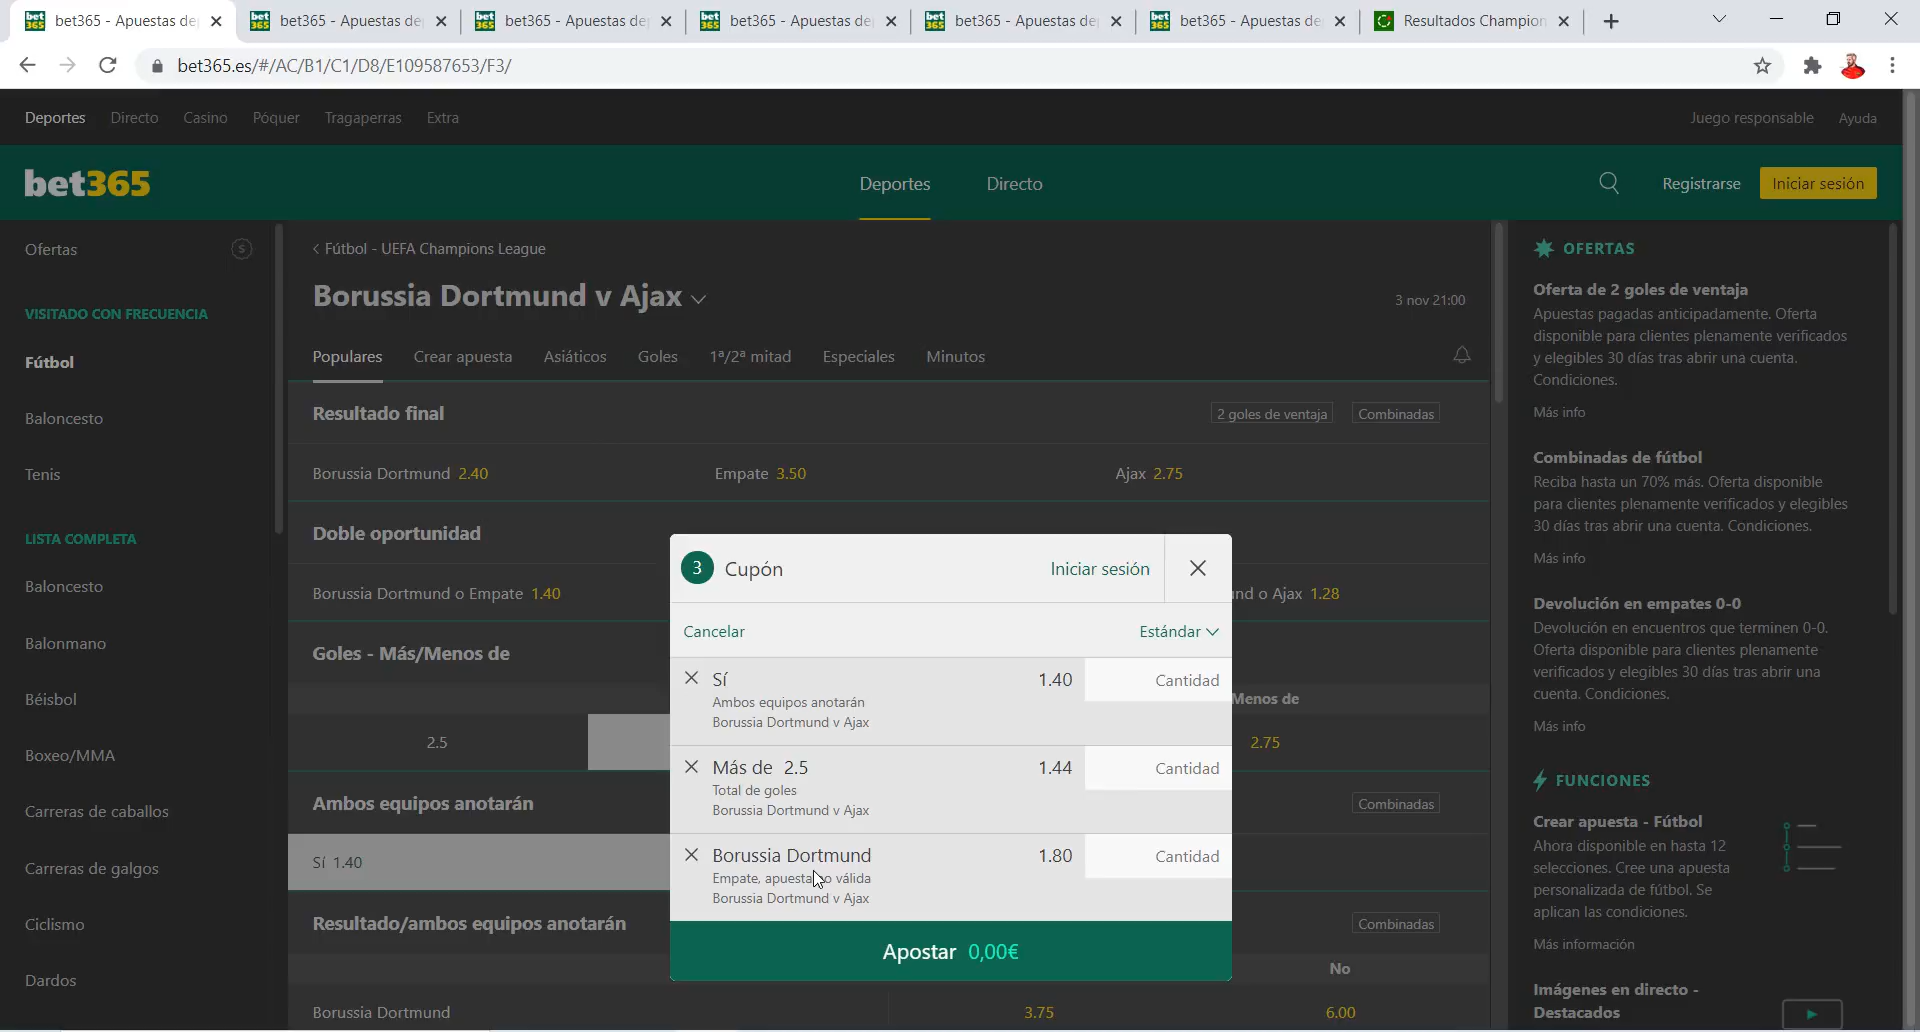 bet365 - Apuestas de
bet365 - Apuestas de
bet365 - Apuestas de
bet365 - Apuestas de
bet365 - Apuestas de
bet365 - Apuestas de
Resultados Champion
bet365.es/#/AC/B1/C1/D8/E109587653/F3/
Deportes Directo Casino Póquer Tragaperras Extra Juego responsable Ayuda
bet365 Deportes Directo Registrarse Iniciar sesión
Ofertas
VISITADO CON FRECUENCIA
Fútbol
Baloncesto
Tenis
LISTA COMPLETA
Baloncesto
Balonmano
Béisbol
Boxeo/MMA
Carreras de caballos
Carreras de galgos
Ciclismo
Dardos
< Fútbol - UEFA Champions League
Borussia Dortmund v Ajax
3 nov 21:00
Populares Crear apuesta Asiáticos Goles 1ª/2ª mitad Especiales Minutos
Resultado final 2 goles de ventaja Combinadas
Borussia Dortmund 2.40 Empate 3.50 Ajax 2.75
Doble oportunidad
Borussia Dortmund o Empate 1.40 o Ajax 1.28
Goles - Más/Menos de
Menos de
2.5 2.75
Ambos equipos anotarán Combinadas
Sí 1.40
Resultado/ambos equipos anotarán Combinadas
No
Borussia Dortmund 3.75 6.00
3 Cupón Iniciar sesión
Cancelar Estándar
Sí 1.40 Cantidad
Ambos equipos anotarán
Borussia Dortmund v Ajax
Más de 2.5 1.44 Cantidad
Total de goles
Borussia Dortmund v Ajax
Borussia Dortmund 1.80 Cantidad
Empate, apuesta válida
Borussia Dortmund v Ajax
Apostar 0,00€
OFERTAS
Oferta de 2 goles de ventaja
Apuestas pagadas anticipadamente. Oferta
disponible para clientes plenamente verificados
y elegibles 30 días tras abrir una cuenta.
Condiciones.
Más info
Combinadas de fútbol
Reciba hasta un 70% más. Oferta disponible
para clientes plenamente verificados y elegibles
30 días tras abrir una cuenta. Condiciones.
Más info
Devolución en empates 0-0
Devolución en encuentros que terminen 0-0.
Oferta disponible para clientes plenamente
verificados y elegibles 30 días tras abrir una
cuenta. Condiciones.
Más info
FUNCIONES
Crear apuesta - Fútbol
Ahora disponible en hasta 12
selecciones. Cree una apuesta
personalizada de fútbol. Se
aplican las condiciones.
Más información
Imágenes en directo -
Destacados